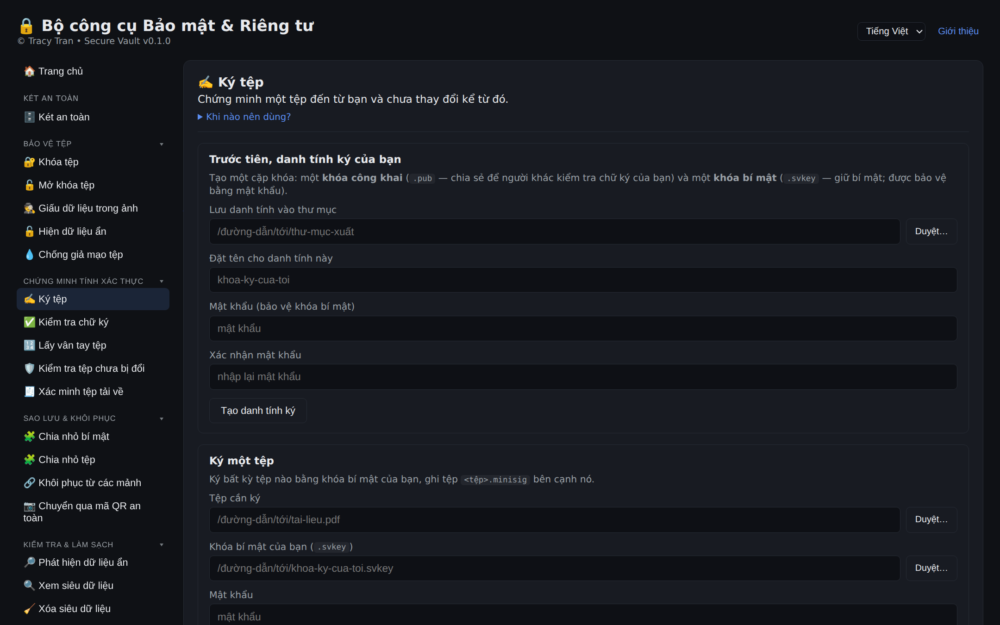 🔒 Bộ công cụ Bảo mật & Riêng tư
© Tracy Tran • Secure Vault v0.1.0
Tiếng Việt
Giới thiệu
🏠 Trang chủ
KÉT AN TOÀN
🗄️ Két an toàn
BẢO VỆ TỆP
🔐 Khóa tệp
🔓 Mở khóa tệp
🕵️ Giấu dữ liệu trong ảnh
🔓 Hiện dữ liệu ẩn
💧 Chống giả mạo tệp
CHỨNG MINH TÍNH XÁC THỰC
✍️ Ký tệp
✅ Kiểm tra chữ ký
🔢 Lấy vân tay tệp
🛡️ Kiểm tra tệp chưa bị đổi
🧾 Xác minh tệp tải về
SAO LƯU & KHÔI PHỤC
🧩 Chia nhỏ bí mật
🧩 Chia nhỏ tệp
🔗 Khôi phục từ các mảnh
📷 Chuyển qua mã QR an
toàn
KIỂM TRA & LÀM SẠCH
🔎 Phát hiện dữ liệu ẩn
🔍 Xem siêu dữ liệu
🧹 Xóa siêu dữ liệu
✍️ Ký tệp
Chứng minh một tệp đến từ bạn và chưa thay đổi kể từ đó.
▶ Khi nào nên dùng?
Trước tiên, danh tính ký của bạn
Tạo một cặp khóa: một khóa công khai (.pub — chia sẻ để người khác kiểm tra chữ ký của bạn) và một khóa bí mật (.svkey — giữ bí mật; được bảo vệ
bằng mật khẩu).
Lưu danh tính vào thư mục
/đường-dẫn/tới/thư-mục-xuất
Duyệt...
Đặt tên cho danh tính này
khoa-ky-cua-toi
Mật khẩu (bảo vệ khóa bí mật)
mật khẩu
Xác nhận mật khẩu
nhập lại mật khẩu
Tạo danh tính ký
Ký một tệp
Ký bất kỳ tệp nào bằng khóa bí mật của bạn, ghi tệp <tệp>.minisig bên cạnh nó.
Tệp cần ký
/đường-dẫn/tới/tai-lieu.pdf
Duyệt...
Khóa bí mật của bạn (.svkey)
/đường-dẫn/tới/khoa-ky-cua-toi.svkey
Duyệt...
Mật khẩu
mật khẩu